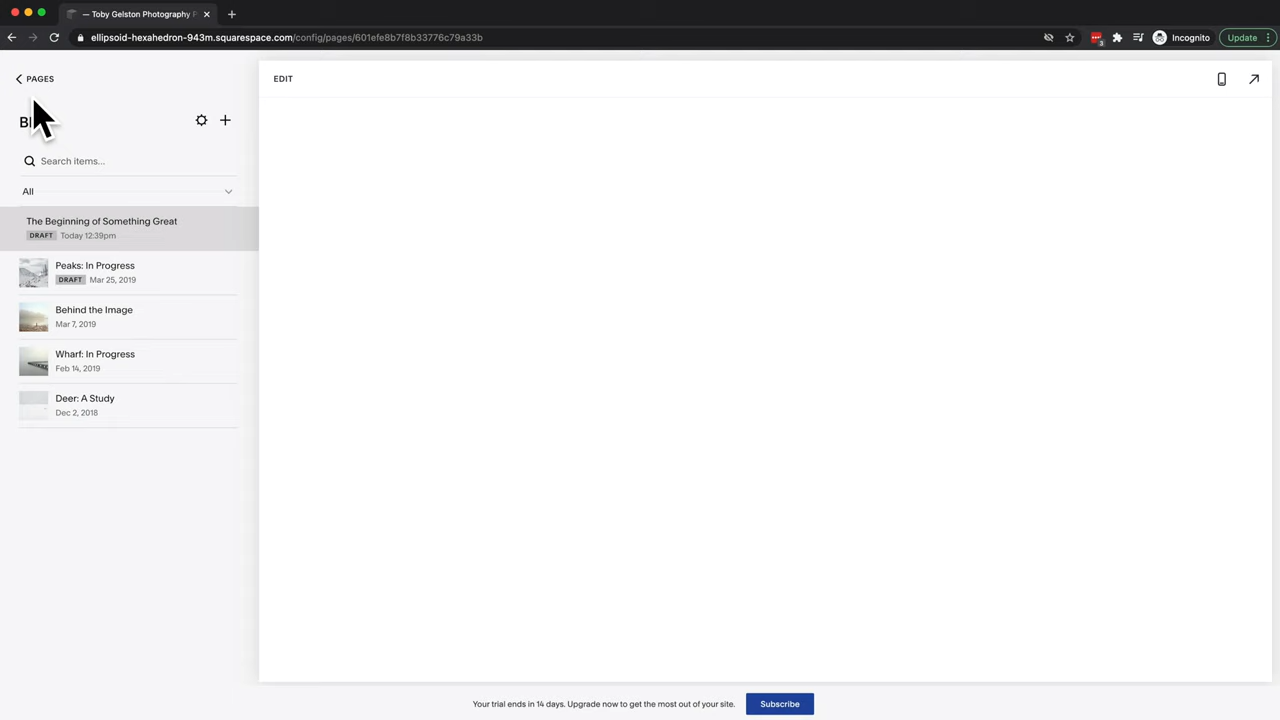 — Toby Gelston Photography P
ellipsoid-hexahedron-943m.squarespace.com/config/pages/601efe8b7f8b33776c79a33b
3
Incognito
Update
PAGES
EDIT
Search items...
All
The Beginning of Something Great
DRAFT Today 12:39pm
Peaks: In Progress
DRAFT Mar 25, 2019
Behind the Image
Mar 7, 2019
Wharf: In Progress
Feb 14, 2019
Deer: A Study
Dec 2, 2018
Your trial ends in 14 days. Upgrade now to get the most out of your site.
Subscribe